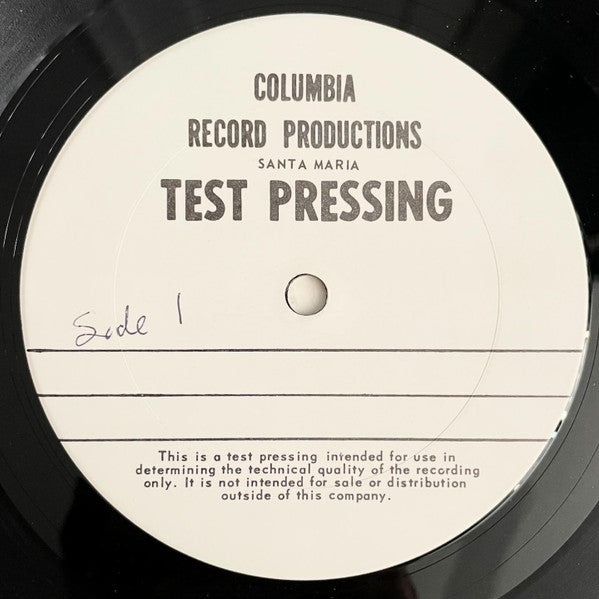 COLUMBIA
RECORD PRODUCTIONS
SANTA MARIA
TEST PRESSING
Side 1
This is a test pressing intended for use in
determining the technical quality of the recording
only. It is not intended for sale or distribution
outside of this company.